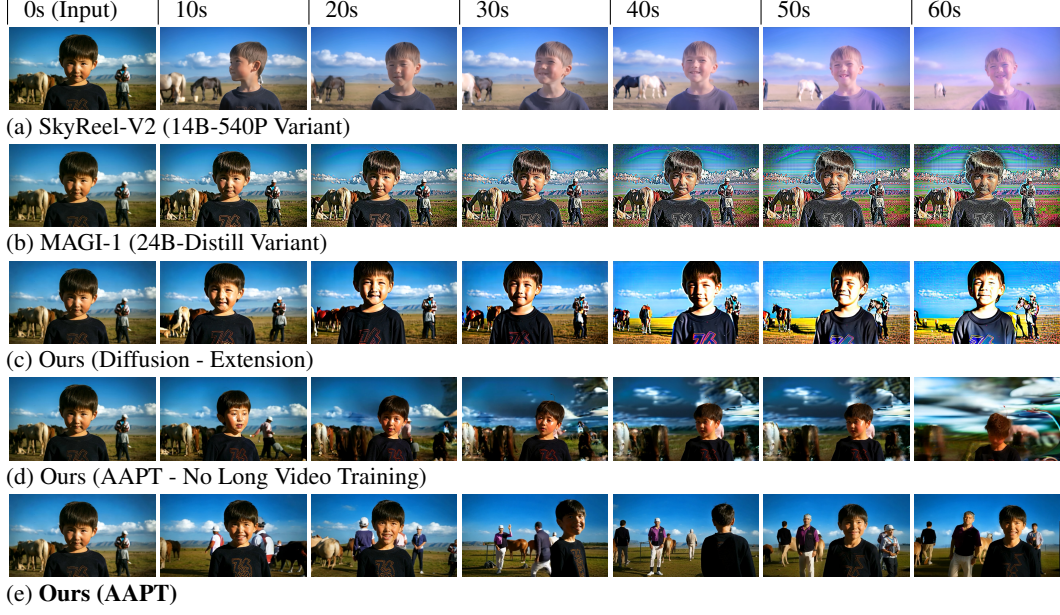 0s (Input) 10s 20s 30s 40s 50s 60s
(a) SkyReel-V2 (14B-540P Variant)
(b) MAGI-1 (24B-Distill Variant)
(c) Ours (Diffusion - Extension)
(d) Ours (AAPT - No Long Video Training)
(e) Ours (AAPT)